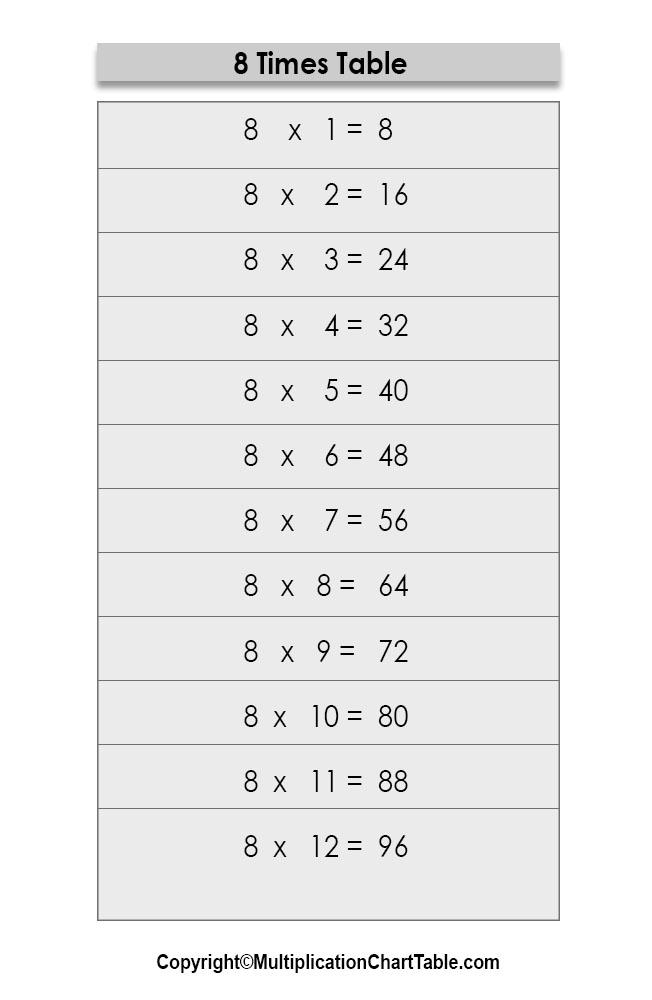 8 Times Table
8 x 1 = 8
8 x 2 = 16
8 x 3 = 24
8 x 4 = 32
8 x 5 = 40
8 x 6 = 48
8 x 7 = 56
8 x 8 = 64
8 x 9 = 72
8 x 10 = 80
8 x 11 = 88
8 x 12 = 96
Copyright©MultiplicationChartTable.com